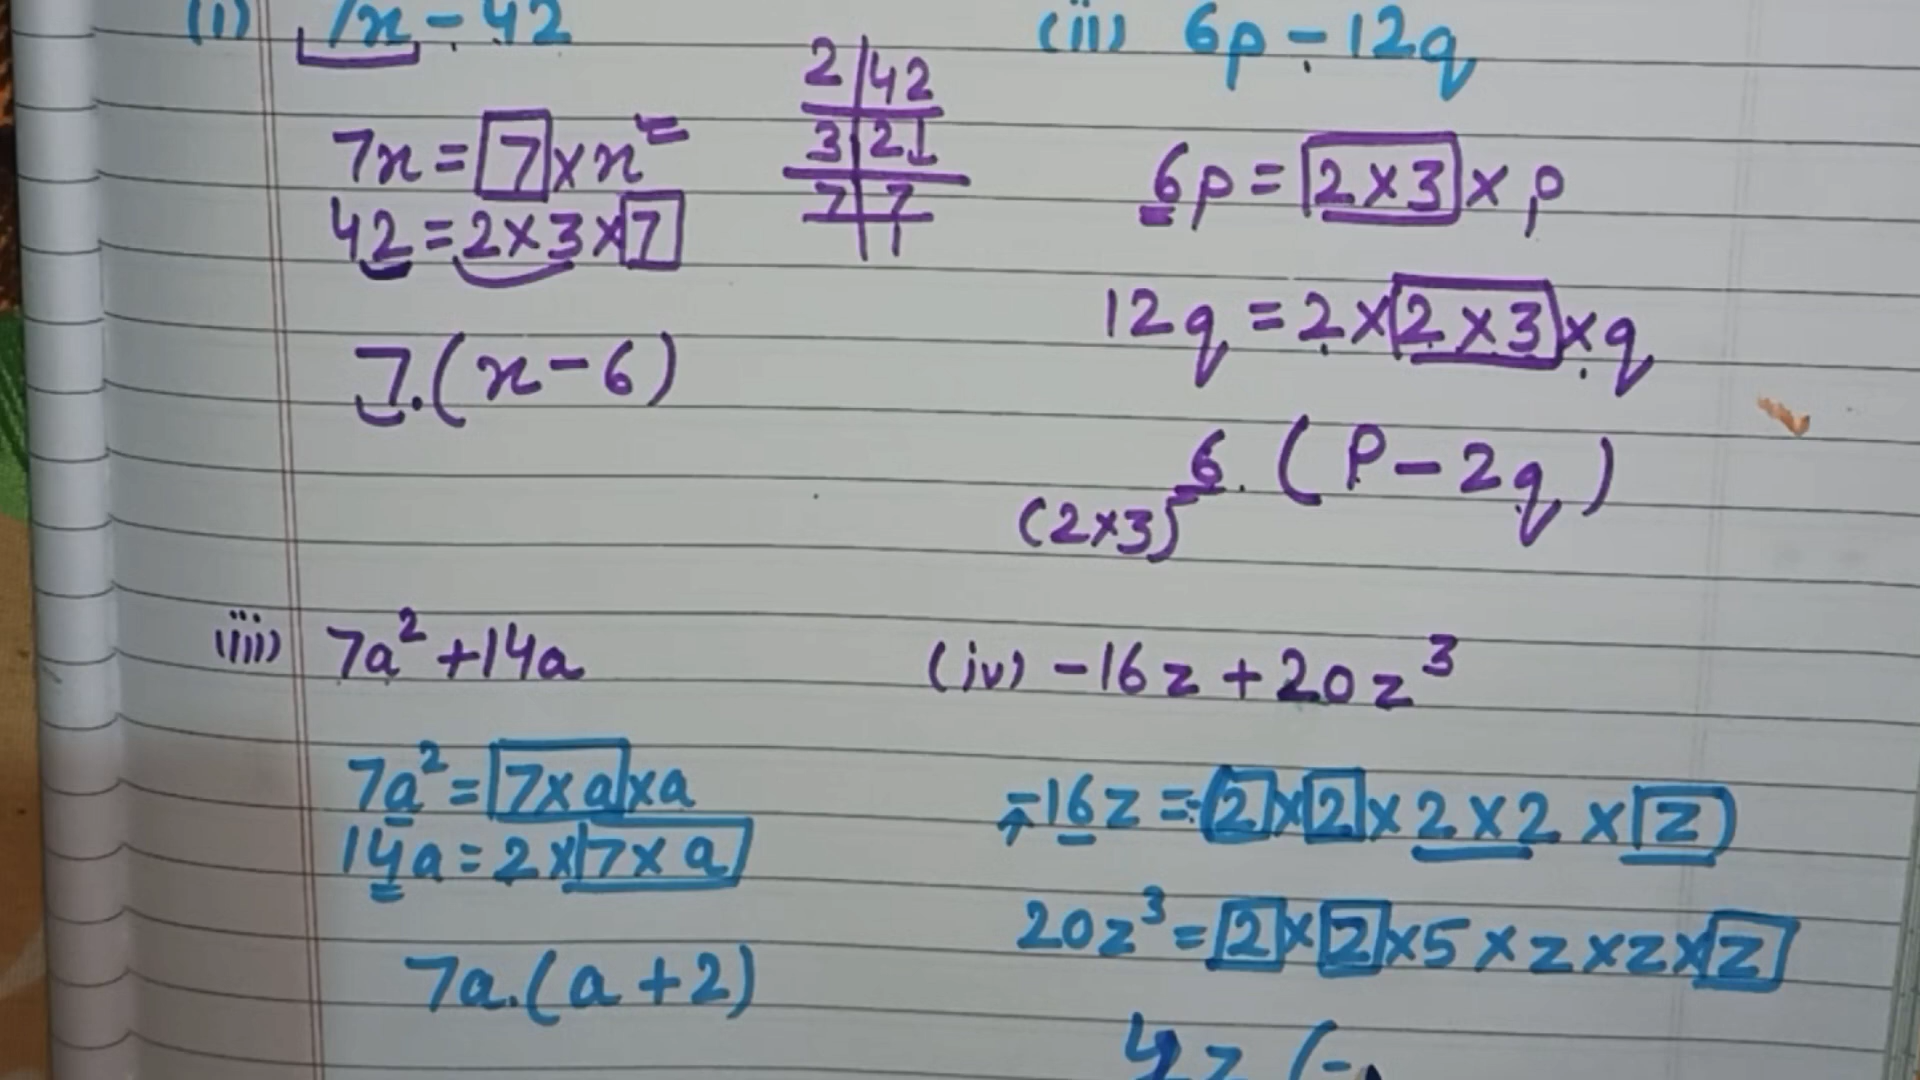 (i) 7x - 42
7x = 7 × x
42 = 2 × 3 × 7
2 | 42
3 | 21
7 | 7
1
7.(x - 6)
(ii) 6p - 12q
6p = 2 × 3 × p
12q = 2 × 2 × 3 × q
6. (P - 2q)
(2×3)
(iii) 7a² + 14a
7a² = 7 × a × a
14a = 2 × 7 × a
7a.(a + 2)
(iv) -16z + 20z³
-16z = -2 × 2 × 2 × 2 × z
20z³ = 2 × 2 × 5 × z × z × z
4z (-